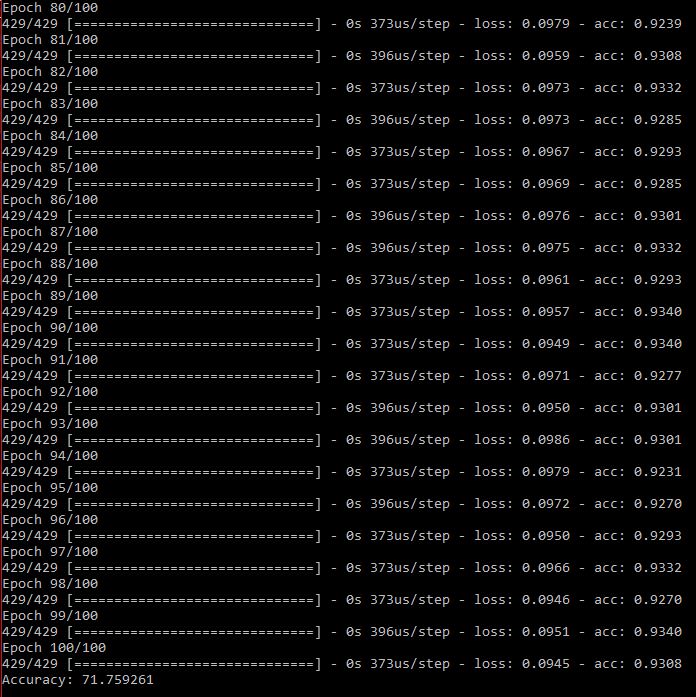 Epoch 80/100
429/429 [==============================] - 0s 373us/step - loss: 0.0979 - acc: 0.9239
Epoch 81/100
429/429 [==============================] - 0s 396us/step - loss: 0.0959 - acc: 0.9308
Epoch 82/100
429/429 [==============================] - 0s 373us/step - loss: 0.0973 - acc: 0.9332
Epoch 83/100
429/429 [==============================] - 0s 396us/step - loss: 0.0973 - acc: 0.9285
Epoch 84/100
429/429 [==============================] - 0s 373us/step - loss: 0.0967 - acc: 0.9293
Epoch 85/100
429/429 [==============================] - 0s 373us/step - loss: 0.0969 - acc: 0.9285
Epoch 86/100
429/429 [==============================] - 0s 396us/step - loss: 0.0976 - acc: 0.9301
Epoch 87/100
429/429 [==============================] - 0s 396us/step - loss: 0.0975 - acc: 0.9332
Epoch 88/100
429/429 [==============================] - 0s 373us/step - loss: 0.0961 - acc: 0.9293
Epoch 89/100
429/429 [==============================] - 0s 373us/step - loss: 0.0957 - acc: 0.9340
Epoch 90/100
429/429 [==============================] - 0s 373us/step - loss: 0.0949 - acc: 0.9340
Epoch 91/100
429/429 [==============================] - 0s 373us/step - loss: 0.0971 - acc: 0.9277
Epoch 92/100
429/429 [==============================] - 0s 396us/step - loss: 0.0950 - acc: 0.9301
Epoch 93/100
429/429 [==============================] - 0s 396us/step - loss: 0.0986 - acc: 0.9301
Epoch 94/100
429/429 [==============================] - 0s 373us/step - loss: 0.0979 - acc: 0.9231
Epoch 95/100
429/429 [==============================] - 0s 396us/step - loss: 0.0972 - acc: 0.9270
Epoch 96/100
429/429 [==============================] - 0s 373us/step - loss: 0.0950 - acc: 0.9293
Epoch 97/100
429/429 [==============================] - 0s 373us/step - loss: 0.0966 - acc: 0.9332
Epoch 98/100
429/429 [==============================] - 0s 373us/step - loss: 0.0946 - acc: 0.9270
Epoch 99/100
429/429 [==============================] - 0s 396us/step - loss: 0.0951 - acc: 0.9340
Epoch 100/100
429/429 [==============================] - 0s 373us/step - loss: 0.0945 - acc: 0.9308
Accuracy: 71.759261